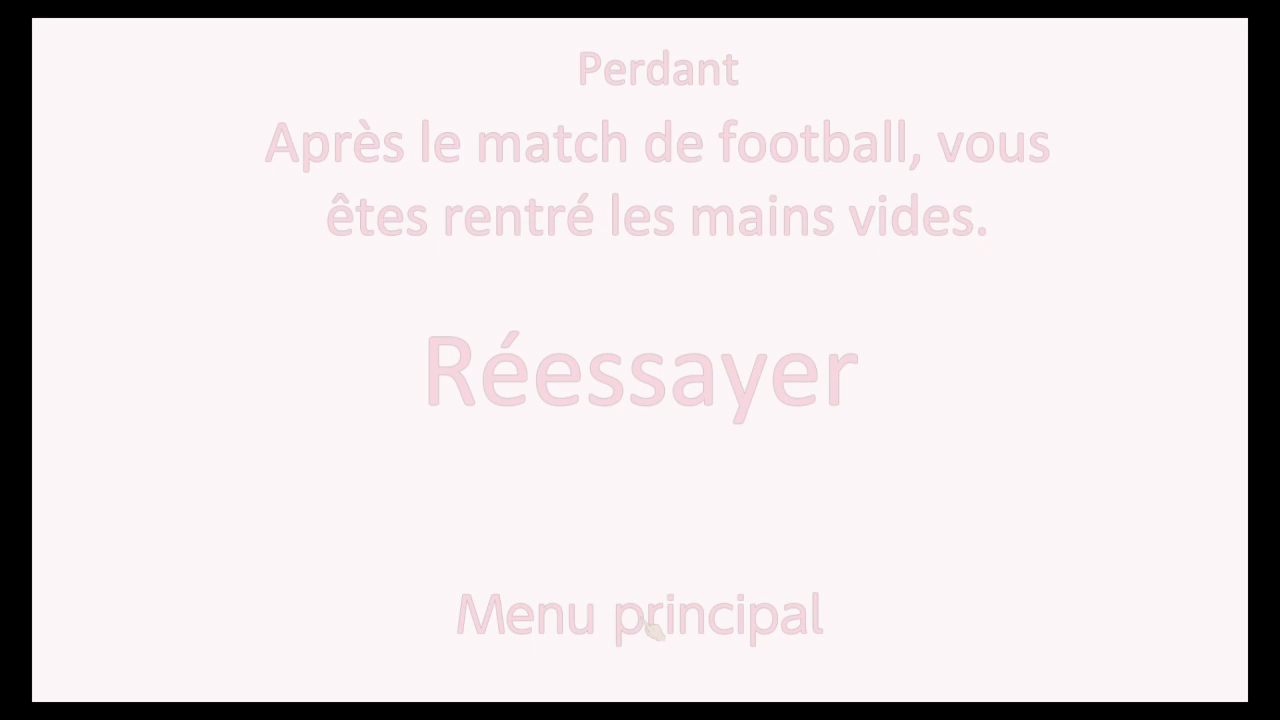 Perdant
Après le match de football, vous
êtes rentré les mains vides.
Réessayer
Menu principal